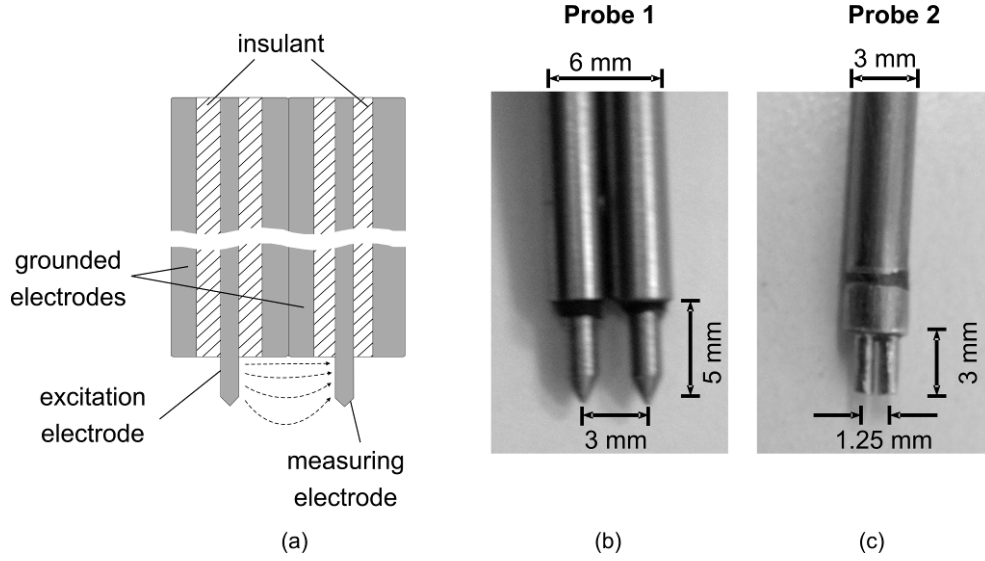 insulant
grounded
electrodes
excitation
electrode
measuring
electrode
(a)
Probe 1
6 mm
5 mm
3 mm
(b)
Probe 2
3 mm
3 mm
1.25 mm
(c)